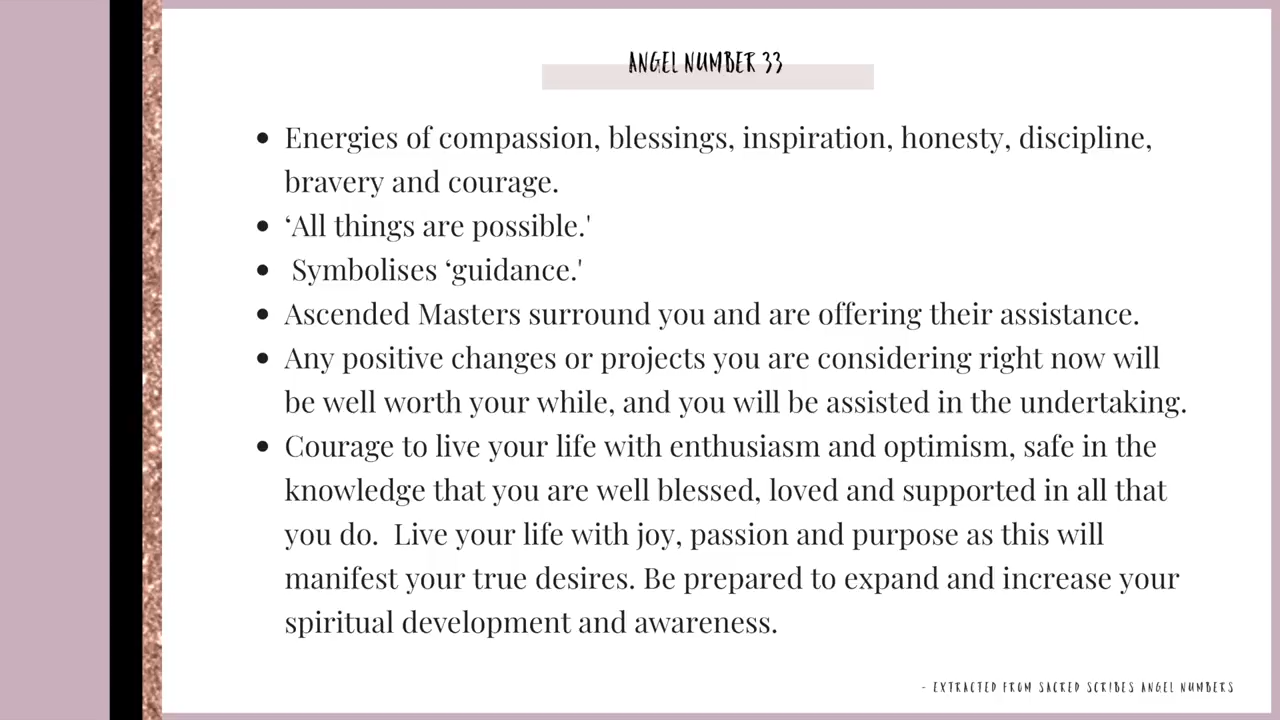 ANGEL NUMBER 33
• Energies of compassion, blessings, inspiration, honesty, discipline,
bravery and courage.
• ‘All things are possible.'
• Symbolises ‘guidance.'
• Ascended Masters surround you and are offering their assistance.
• Any positive changes or projects you are considering right now will
be well worth your while, and you will be assisted in the undertaking.
• Courage to live your life with enthusiasm and optimism, safe in the
knowledge that you are well blessed, loved and supported in all that
you do.  Live your life with joy, passion and purpose as this will
manifest your true desires. Be prepared to expand and increase your
spiritual development and awareness.
- EXTRACTED FROM SACRED SCRIBES ANGEL NUMBERS